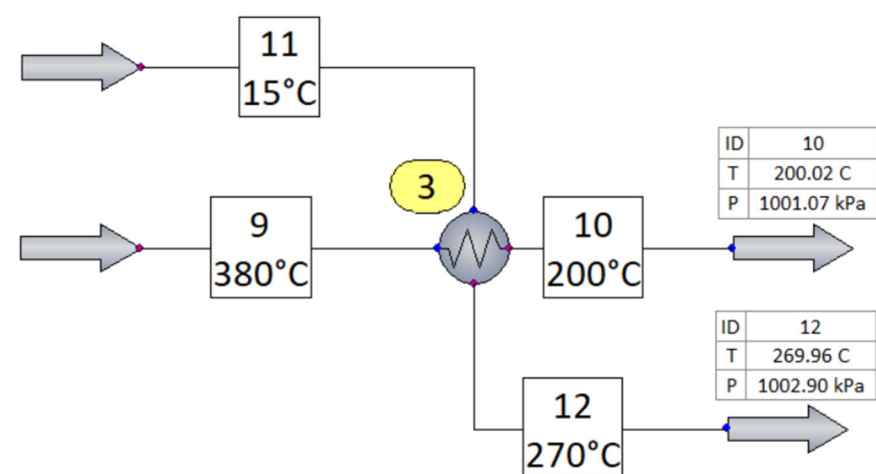 11
15°C
3
9
380°C
10
200°C
ID 10
T 200.02 C
P 1001.07 kPa
ID 12
T 269.96 C
P 1002.90 kPa
12
270°C